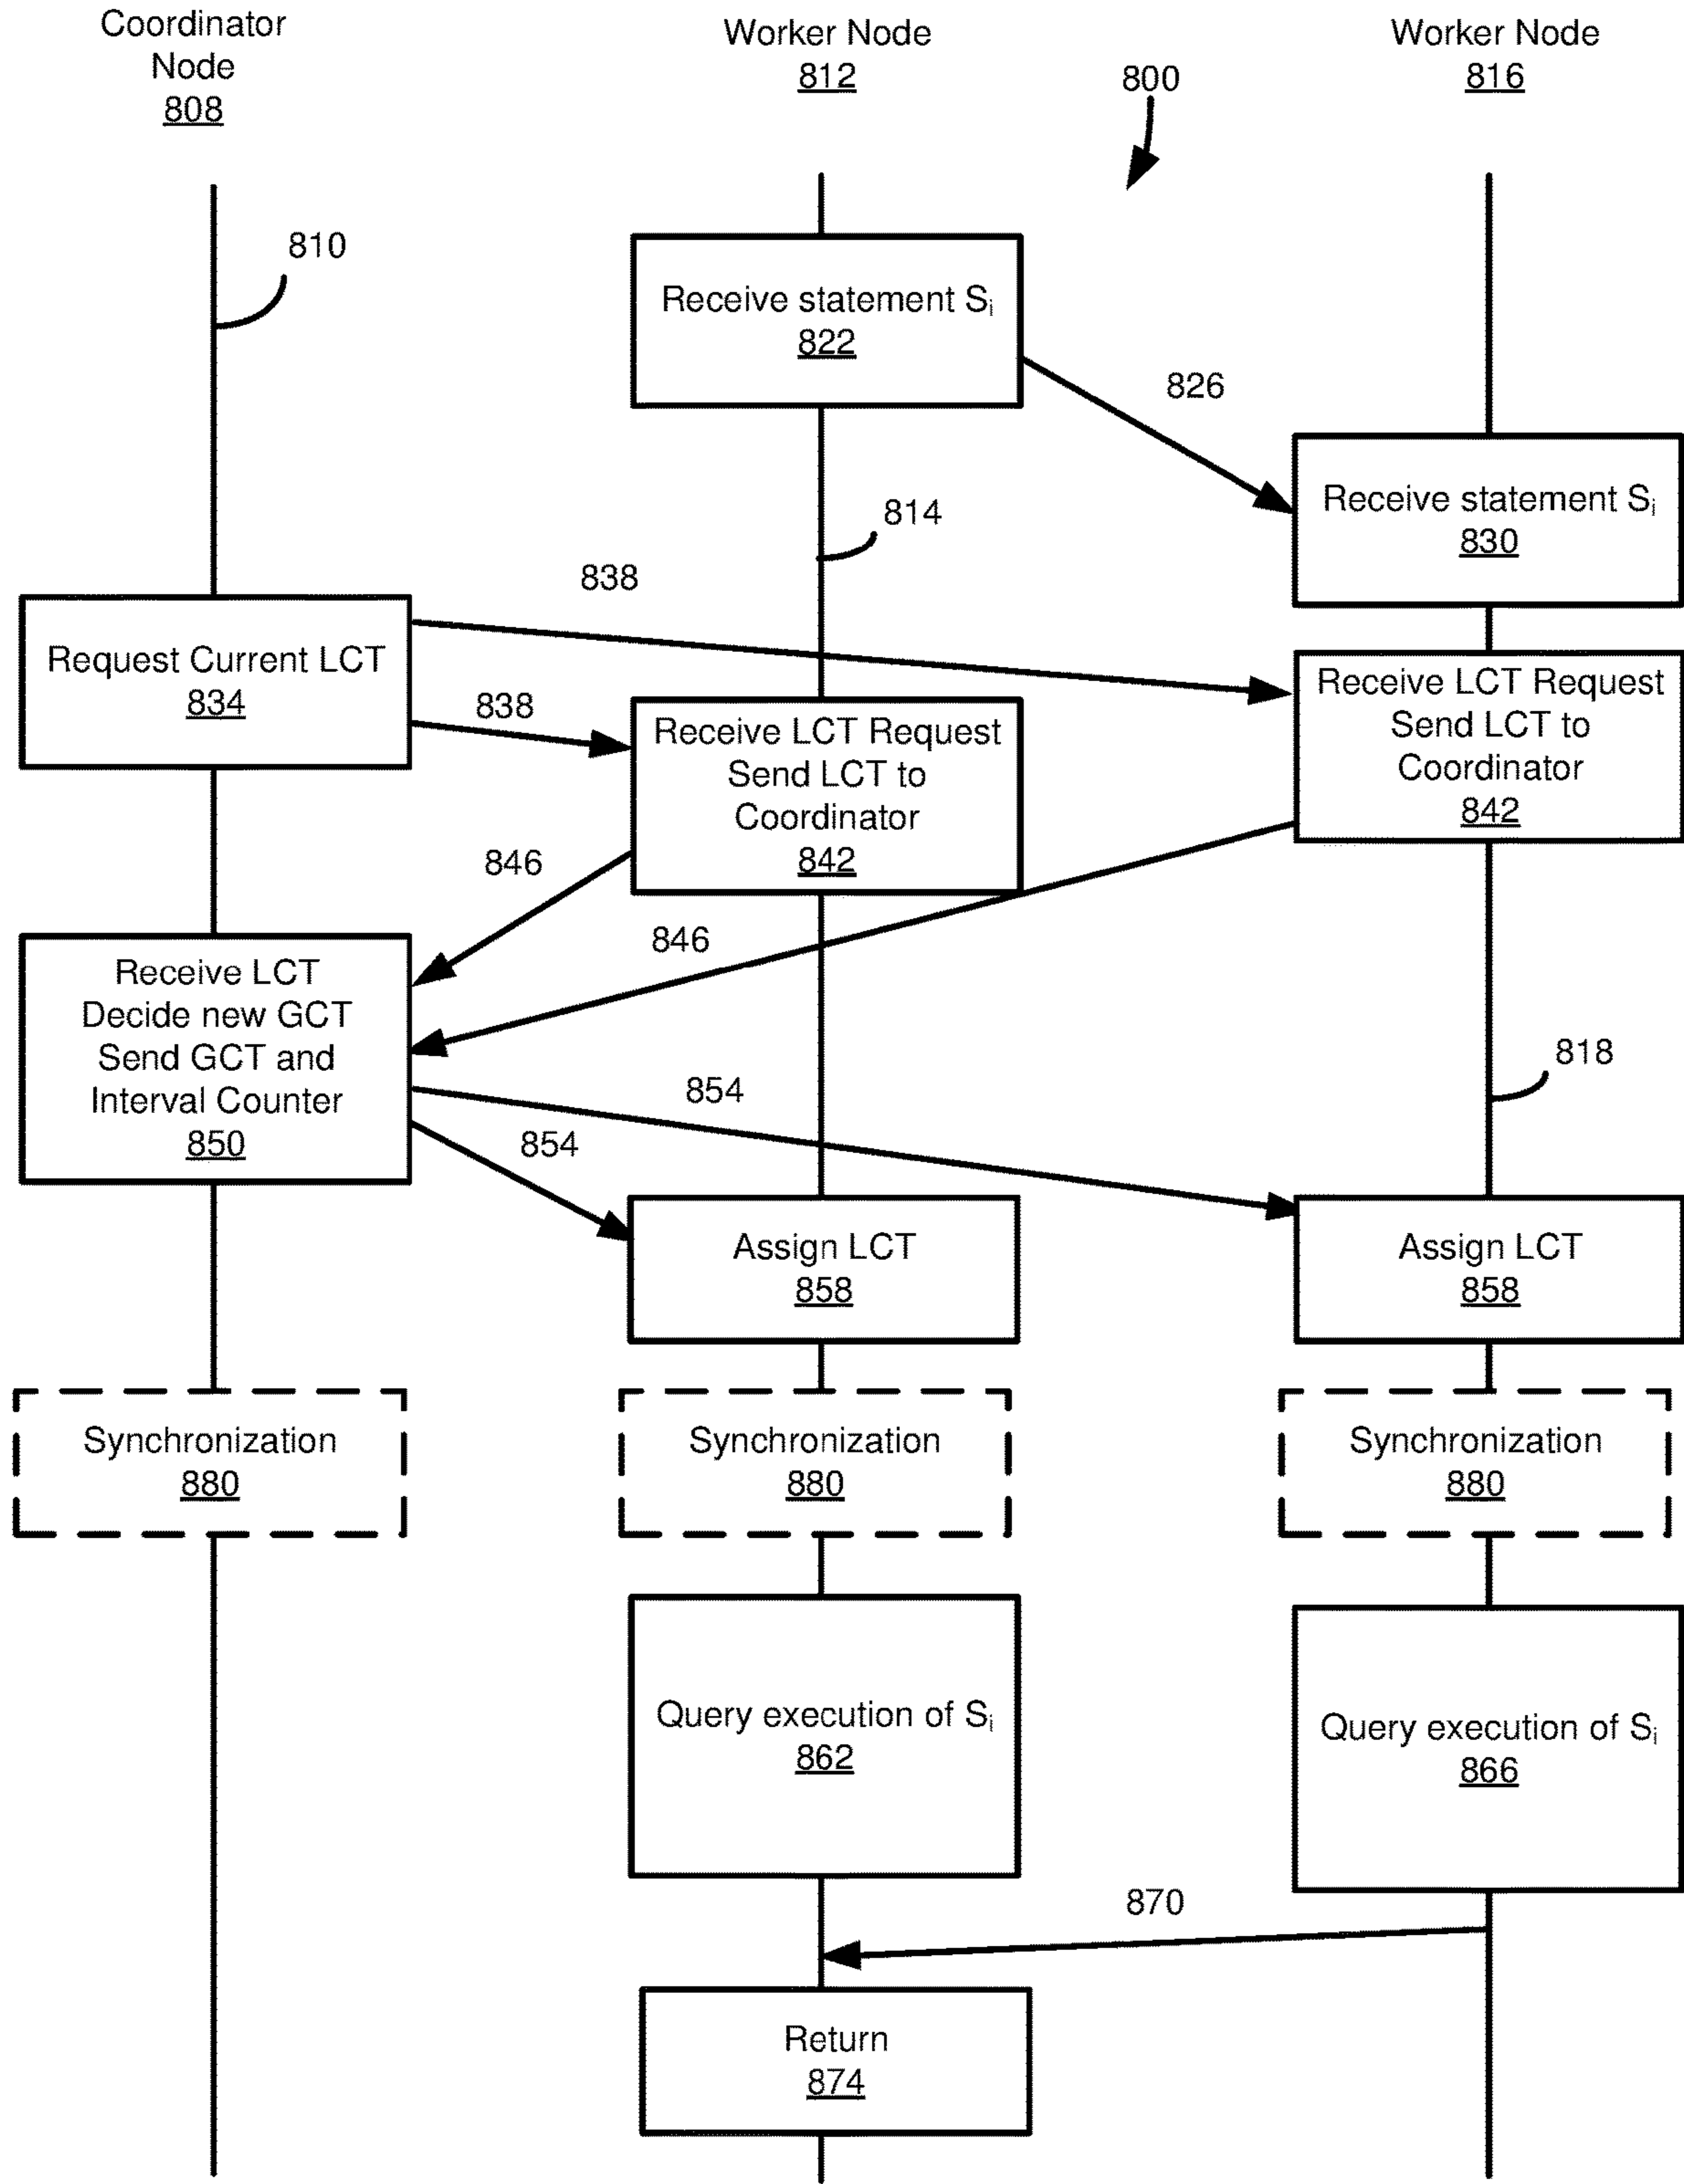 Coordinator
Node
808
Worker Node
812
800
Worker Node
816
810
Receive statement Si
822
826
814
Receive statement Si
830
838
Request Current LCT
834
838
Receive LCT Request
Send LCT to
Coordinator
842
Receive LCT Request
Send LCT to
Coordinator
842
846
846
Receive LCT
Decide new GCT
Send GCT and
Interval Counter
850
818
854
854
Assign LCT
858
Assign LCT
858
Synchronization
880
Synchronization
880
Synchronization
880
Query execution of Si
862
Query execution of Si
866
870
Return
874